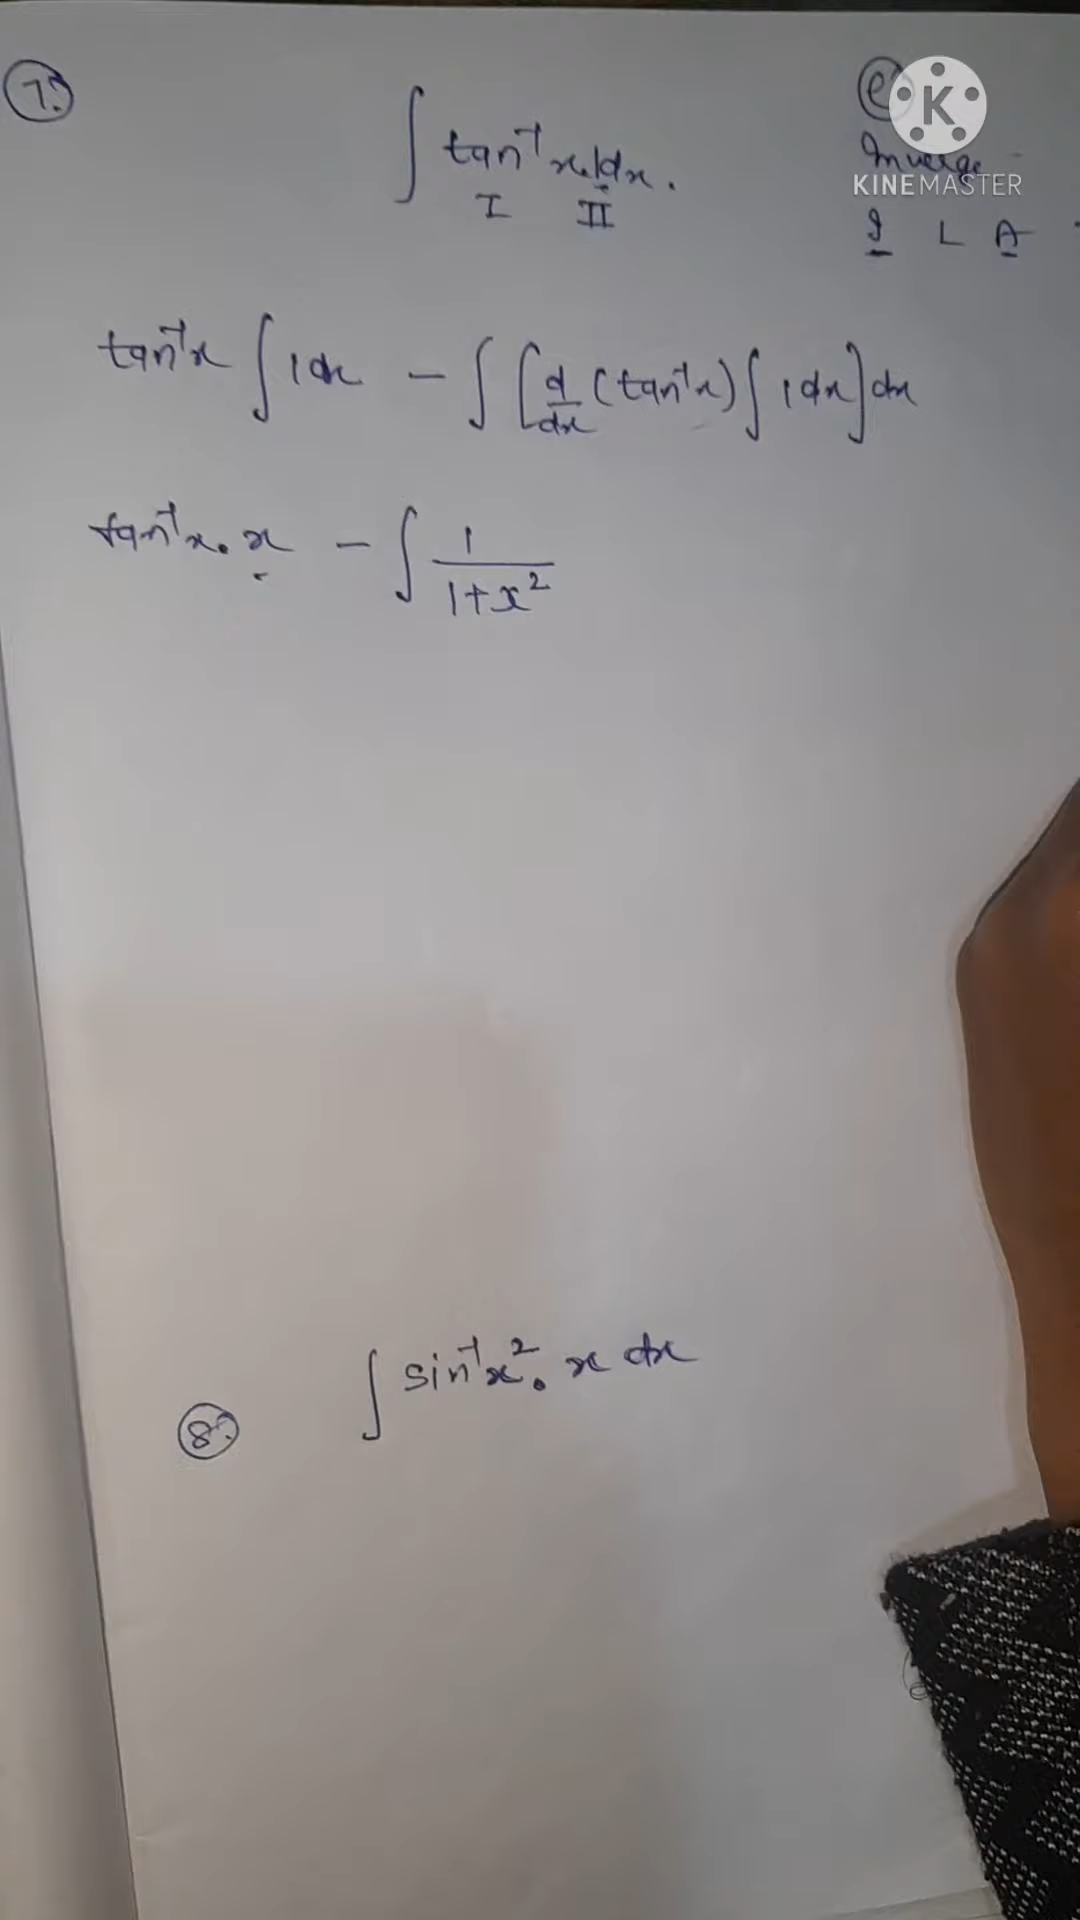 7.
∫ tan⁻¹x.1dx.
I II
Inverse
KINEMASTER
I L A
tan⁻¹x ∫1dx - ∫[d/dx (tan⁻¹x) ∫1dx]dx
tan⁻¹x. x - ∫ 1/1+x²
8. ∫ sin⁻¹x². x dx